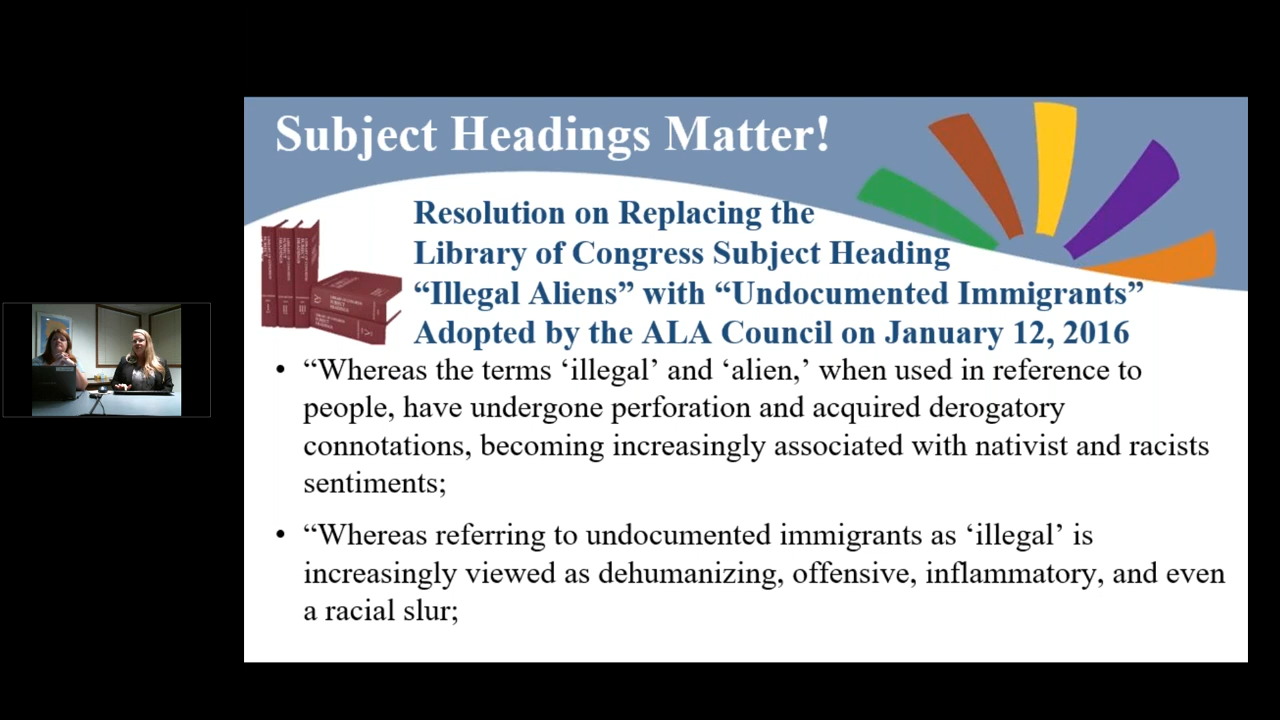 Subject Headings Matter!
Resolution on Replacing the
Library of Congress Subject Heading
“Illegal Aliens” with “Undocumented Immigrants”
Adopted by the ALA Council on January 12, 2016
• “Whereas the terms ‘illegal’ and ‘alien,’ when used in reference to
people, have undergone perforation and acquired derogatory
connotations, becoming increasingly associated with nativist and racists
sentiments;
• “Whereas referring to undocumented immigrants as ‘illegal’ is
increasingly viewed as dehumanizing, offensive, inflammatory, and even
a racial slur;